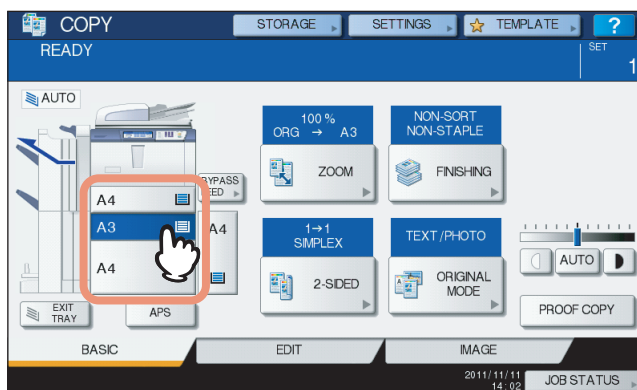 COPY
STORAGE
SETTINGS
TEMPLATE
?
READY
SET
1
AUTO
100 %
ORG → A3
NON-SORT
NON-STAPLE
ZOOM
FINISHING
A4
A3
A4
A4
1→1
SIMPLEX
TEXT/PHOTO
2-SIDED
ORIGINAL
MODE
AUTO
EXIT
TRAY
APS
PROOF COPY
BASIC
EDIT
IMAGE
2011/11/11
14:02
JOB STATUS